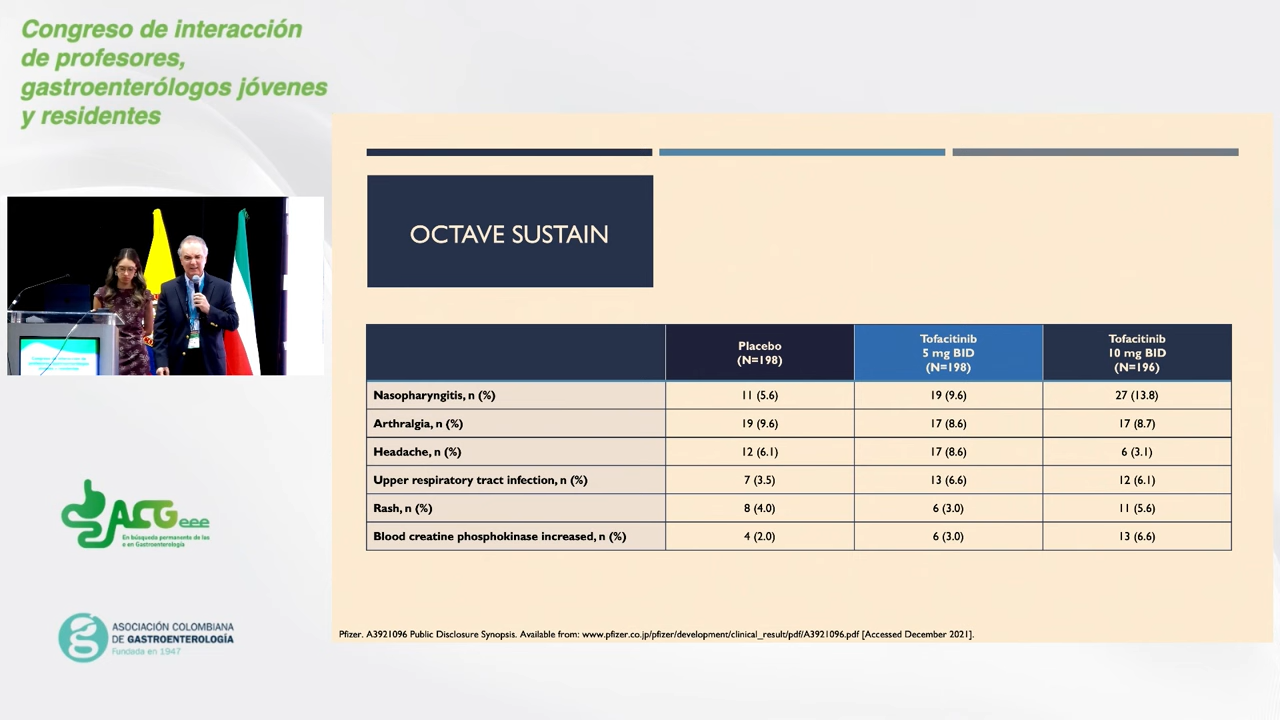 Congreso de interacción
de profesores,
gastroenterólogos jóvenes
y residentes
OCTAVE SUSTAIN
Placebo
(N=198)
Tofacitinib
5 mg BID
(N=198)
Tofacitinib
10 mg BID
(N=196)
Nasopharyngitis, n (%) 11 (5.6) 19 (9.6) 27 (13.8)
Arthralgia, n (%) 19 (9.6) 17 (8.6) 17 (8.7)
Headache, n (%) 12 (6.1) 17 (8.6) 6 (3.1)
Upper respiratory tract infection, n (%) 7 (3.5) 13 (6.6) 12 (6.1)
Rash, n (%) 8 (4.0) 6 (3.0) 11 (5.6)
Blood creatine phosphokinase increased, n (%) 4 (2.0) 6 (3.0) 13 (6.6)
Pfizer. A3921096 Public Disclosure Synopsis. Available from: www.pfizer.co.jp/pfizer/development/clinical_result/pdf/A3921096.pdf [Accessed December 2021].
ACGeee
En búsqueda permanente de las
e en Gastroenterología
ASOCIACIÓN COLOMBIANA
DE GASTROENTEROLOGÍA
Fundada en 1947